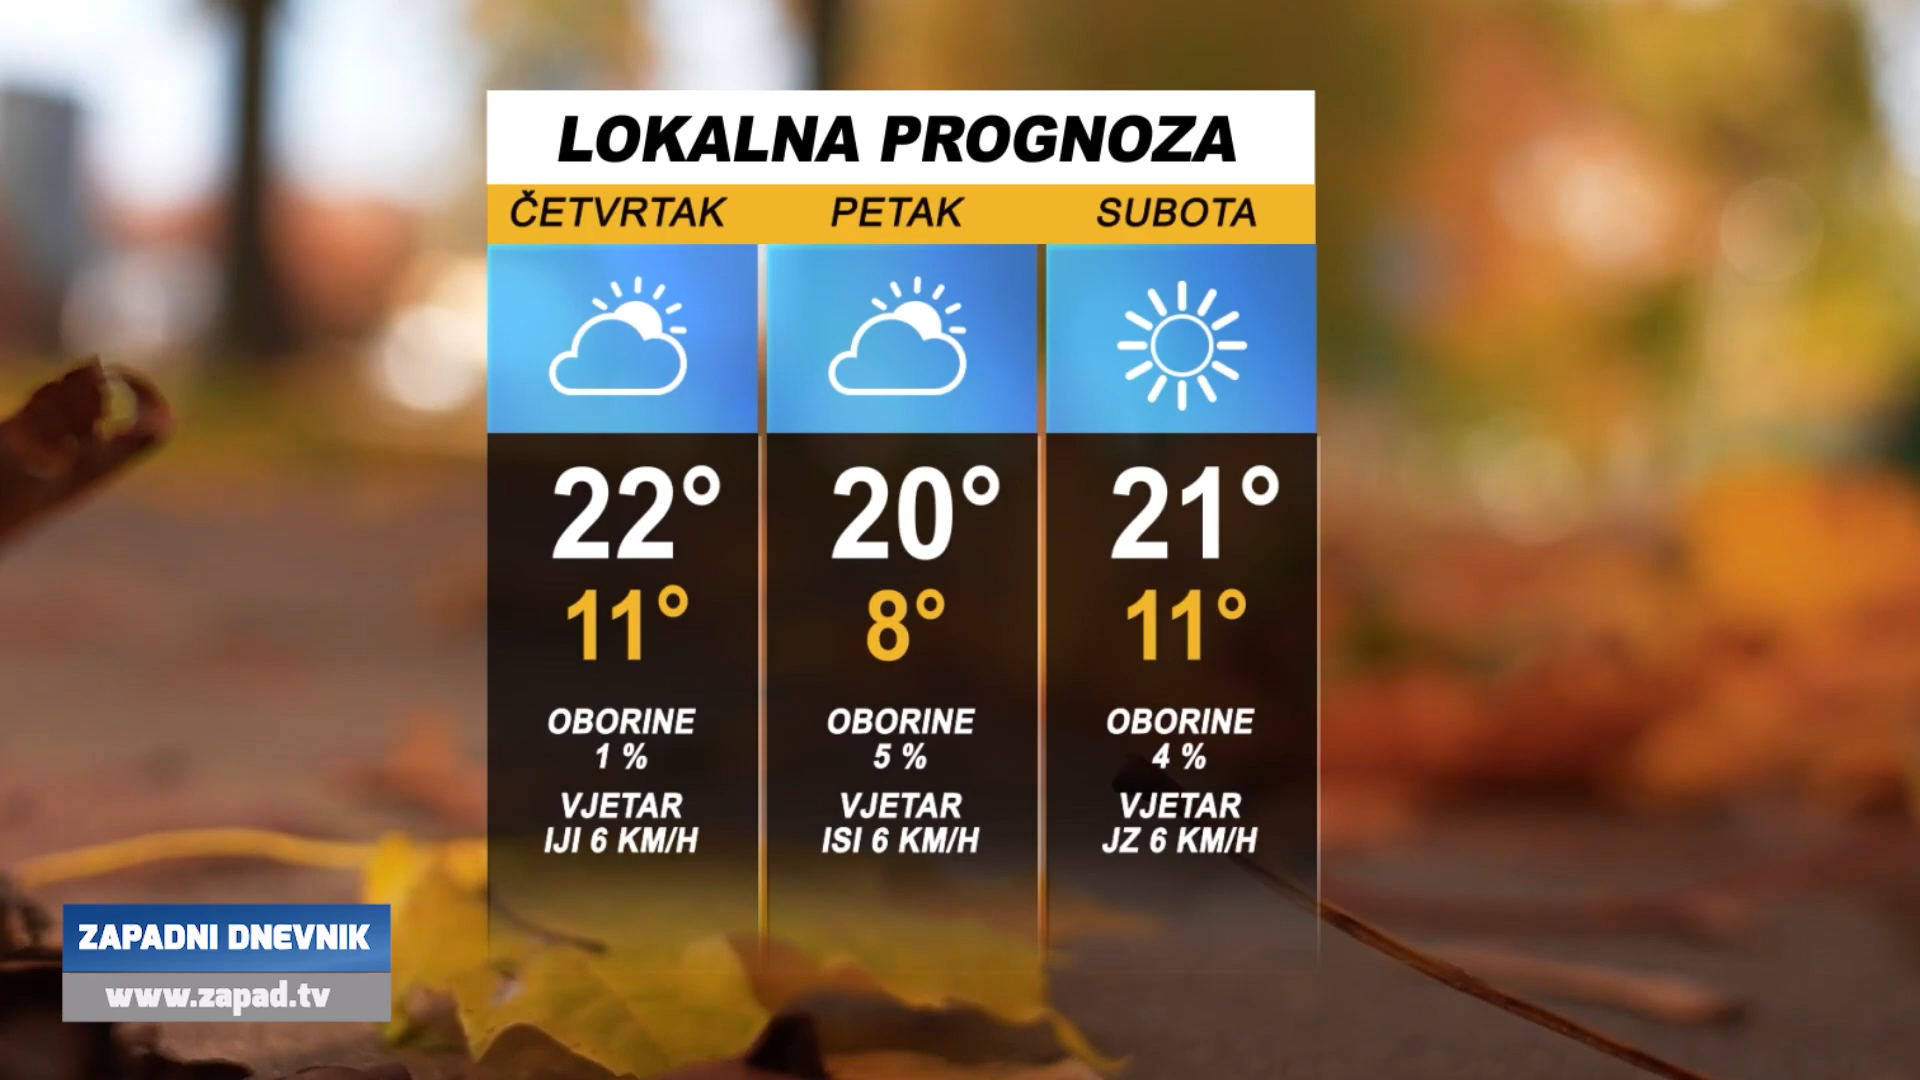 LOKALNA PROGNOZA
ČETVRTAK PETAK SUBOTA
22° 20° 21°
11° 8° 11°
OBORINE OBORINE OBORINE
1 % 5 % 4 %
VJETAR VJETAR VJETAR
IJI 6 KM/H ISI 6 KM/H JZ 6 KM/H
ZAPADNI DNEVNIK
www.zapad.tv